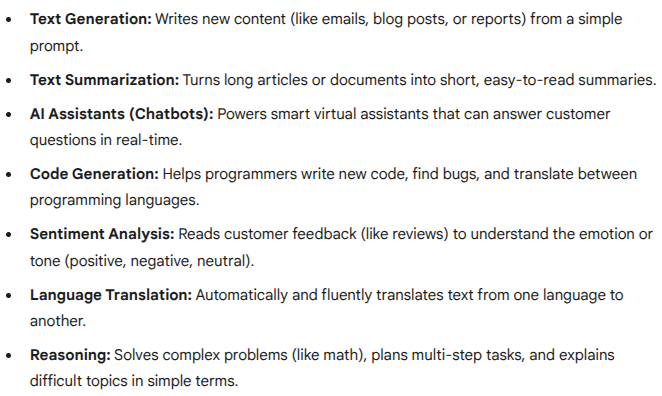 • Text Generation: Writes new content (like emails, blog posts, or reports) from a simple
prompt.
• Text Summarization: Turns long articles or documents into short, easy-to-read summaries.
• AI Assistants (Chatbots): Powers smart virtual assistants that can answer customer
questions in real-time.
• Code Generation: Helps programmers write new code, find bugs, and translate between
programming languages.
• Sentiment Analysis: Reads customer feedback (like reviews) to understand the emotion or
tone (positive, negative, neutral).
• Language Translation: Automatically and fluently translates text from one language to
another.
• Reasoning: Solves complex problems (like math), plans multi-step tasks, and explains
difficult topics in simple terms.